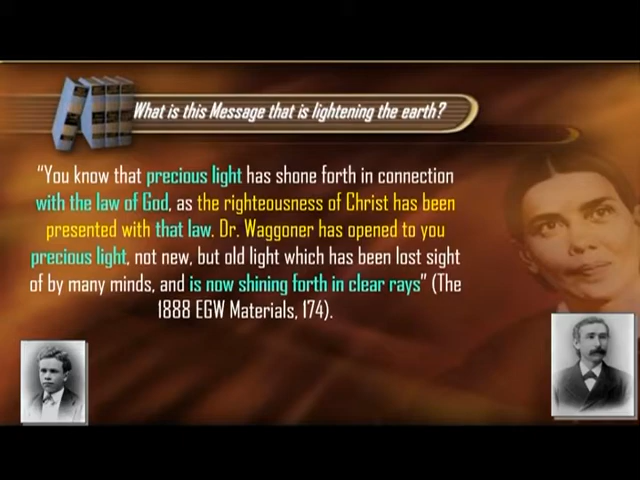 What is this Message that is lightening the earth?
“You know that precious light has shone forth in connection
with the law of God, as the righteousness of Christ has been
presented with that law. Dr. Waggoner has opened to you
precious light, not new, but old light which has been lost sight
of by many minds, and is now shining forth in clear rays” (The
1888 EGW Materials, 174).